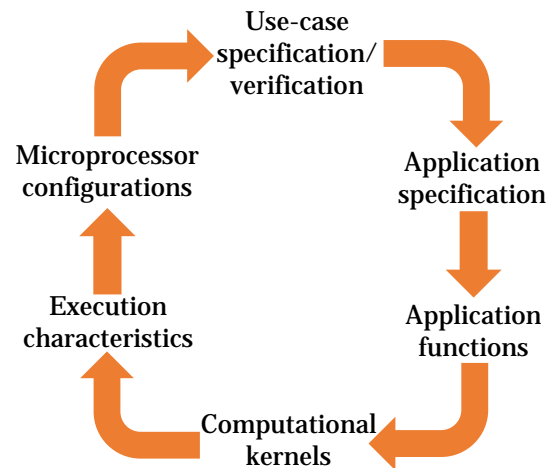 Use-case
specification/
verification
Application
specification
Application
functions
Computational
kernels
Execution
characteristics
Microprocessor
configurations